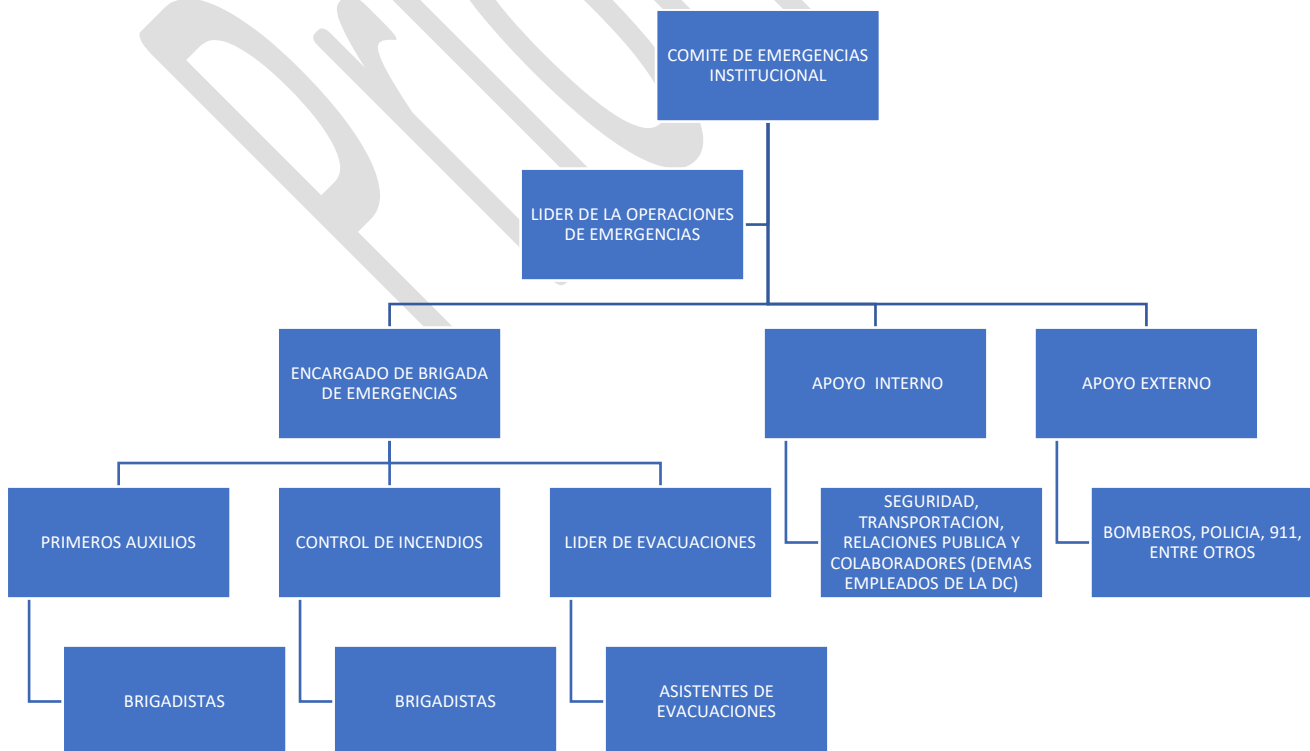 COMITE DE EMERGENCIAS
INSTITUCIONAL
LIDER DE LA OPERACIONES
DE EMERGENCIAS
ENCARGADO DE BRIGADA
DE EMERGENCIAS
APOYO INTERNO
APOYO EXTERNO
PRIMEROS AUXILIOS
CONTROL DE INCENDIOS
LIDER DE EVACUACIONES
SEGURIDAD,
TRANSPORTACION,
RELACIONES PUBLICA Y
COLABORADORES (DEMAS
EMPLEADOS DE LA DC)
BOMBEROS, POLICIA, 911,
ENTRE OTROS
BRIGADISTAS
BRIGADISTAS
ASISTENTES DE
EVACUACIONES